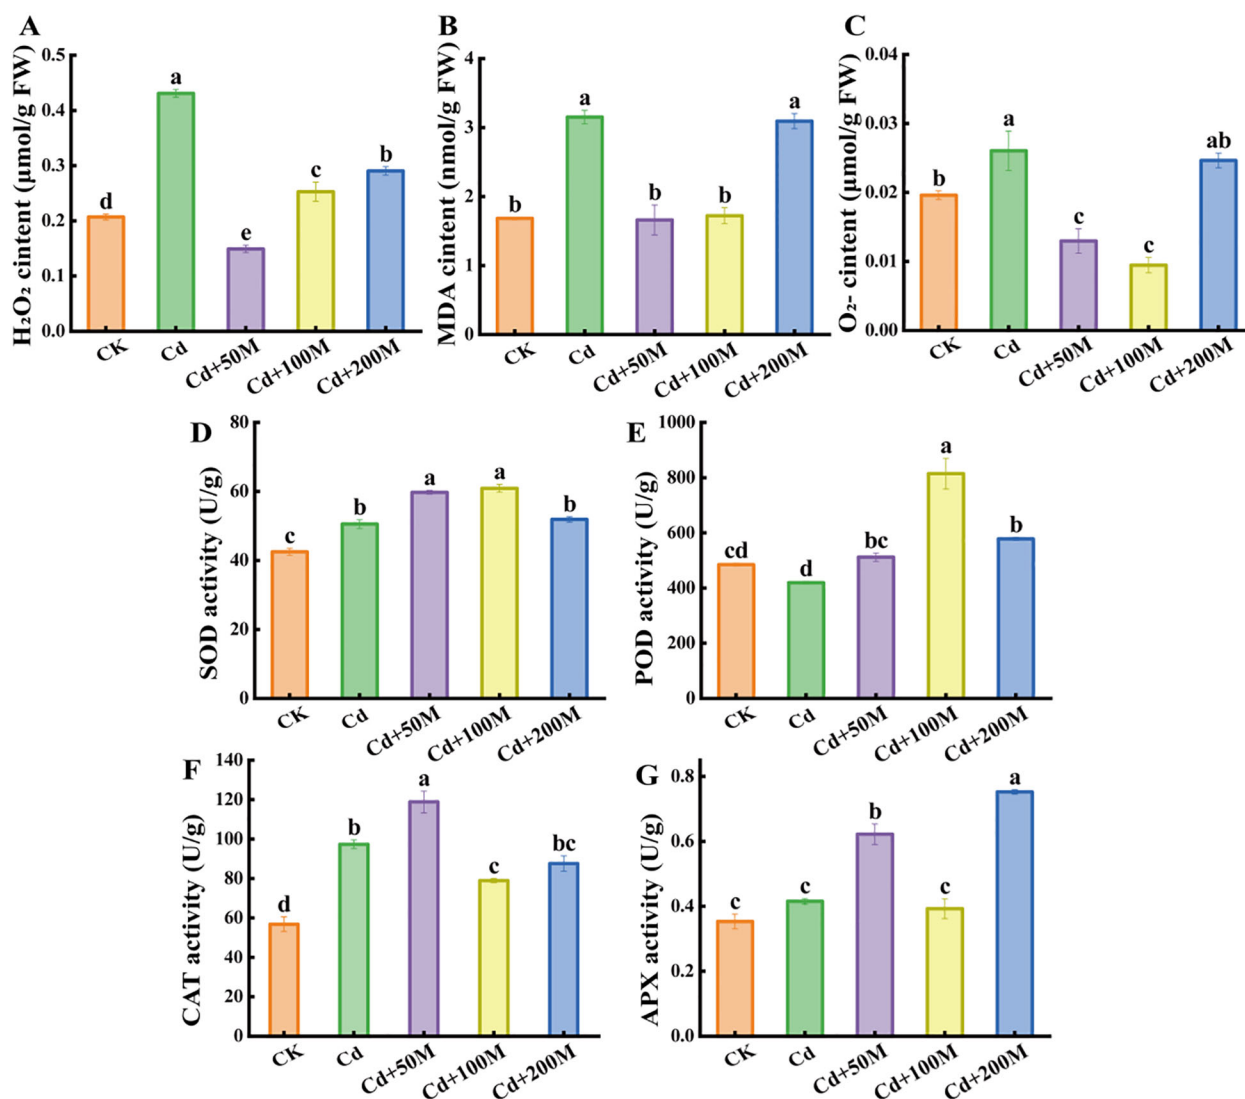 A
H₂O₂ cintent (μmol/g FW)
0.5
0.4
0.3
0.2
0.1
0.0
d
a
e
c
b
CK
Cd
Cd+50M
Cd+100M
Cd+200M
B
MDA cintent (nmol/g FW)
4
3
2
1
0
b
a
b
b
a
CK
Cd
Cd+50M
Cd+100M
Cd+200M
C
O₂- cintent (μmol/g FW)
0.04
0.03
0.02
0.01
0.00
b
a
c
c
ab
CK
Cd
Cd+50M
Cd+100M
Cd+200M
D
SOD activity (U/g)
80
60
40
20
0
c
b
a
a
b
CK
Cd
Cd+50M
Cd+100M
Cd+200M
E
POD activity (U/g)
1000
800
600
400
200
0
cd
d
bc
a
b
CK
Cd
Cd+50M
Cd+100M
Cd+200M
F
CAT activity (U/g)
140
120
100
80
60
40
20
0
d
b
a
c
bc
CK
Cd
Cd+50M
Cd+100M
Cd+200M
G
APX activity (U/g)
0.8
0.6
0.4
0.2
0.0
c
c
b
c
a
CK
Cd
Cd+50M
Cd+100M
Cd+200M